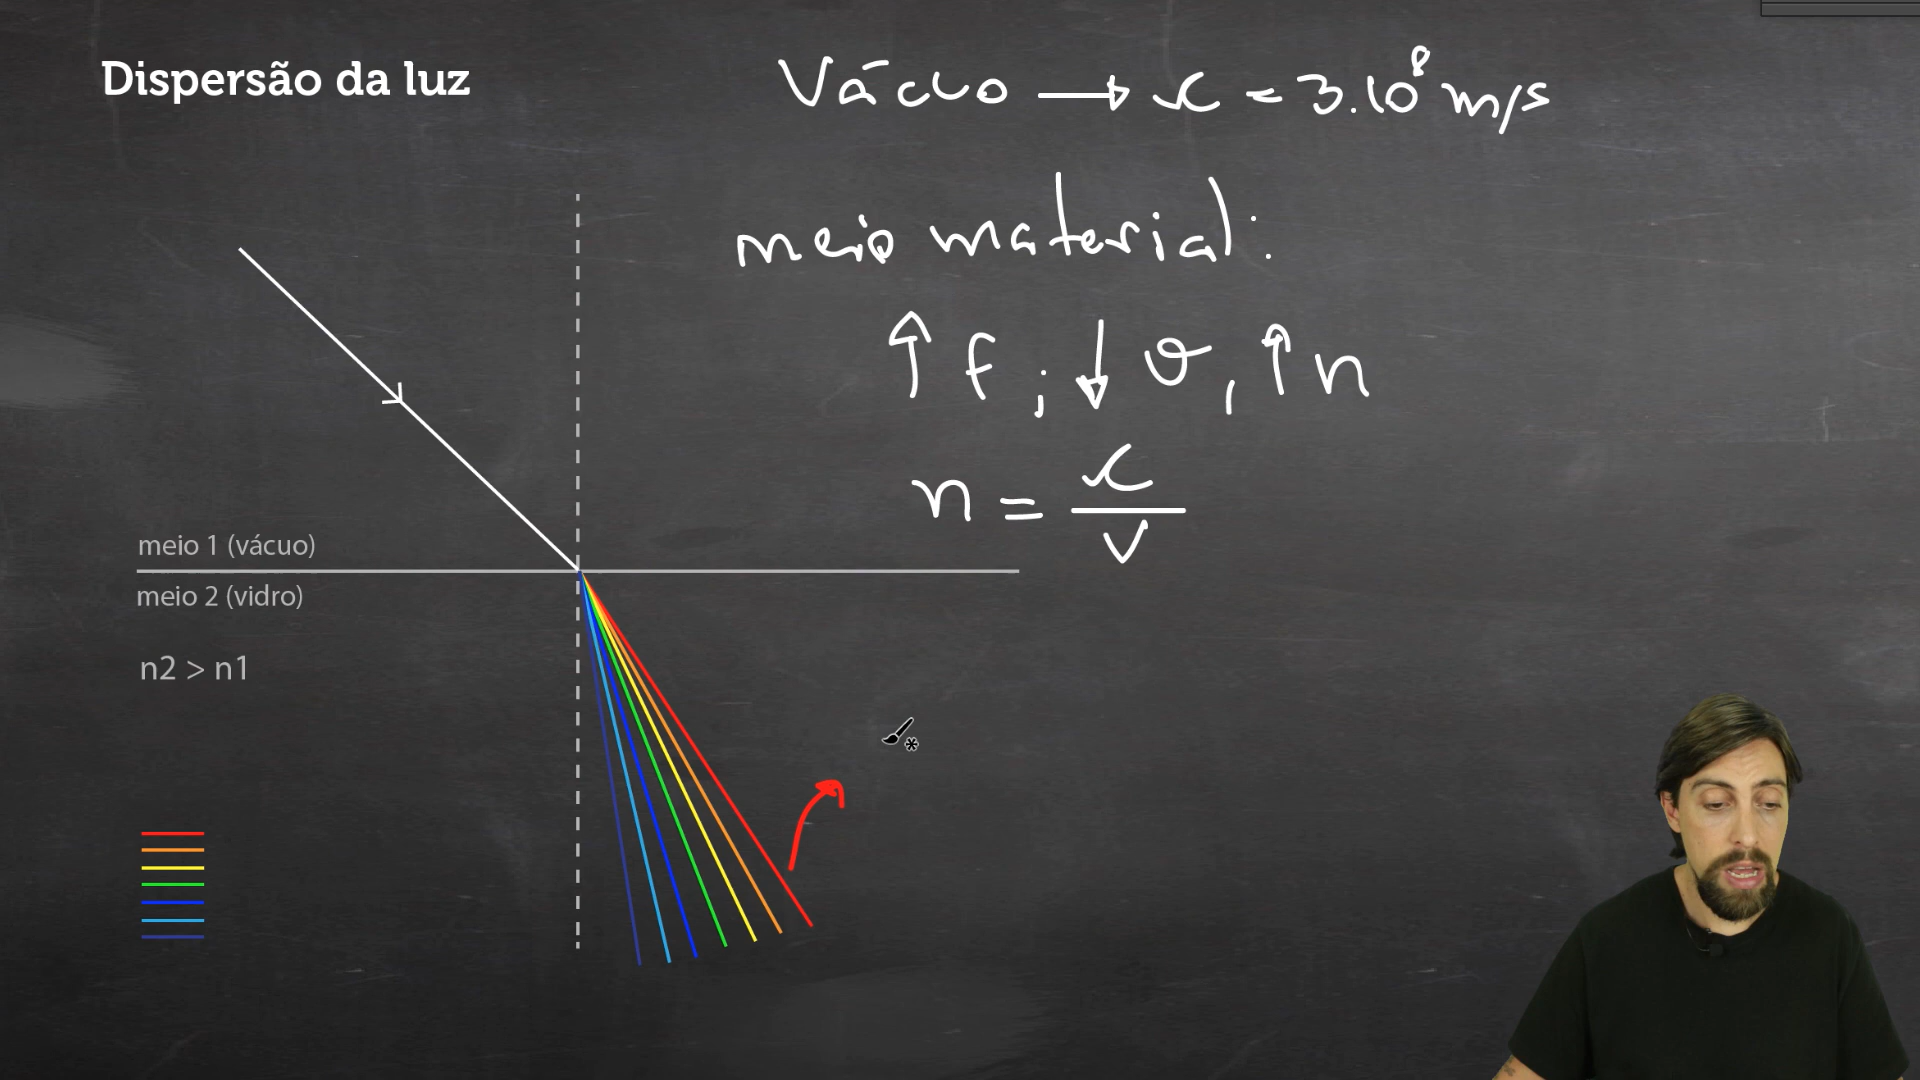 Dispersão da luz
Vácuo → c = 3.10⁸ m/s
meio material:
↑ f ; ↓ v , ↑ n
n = c/v
meio 1 (vácuo)
meio 2 (vidro)
n2 > n1